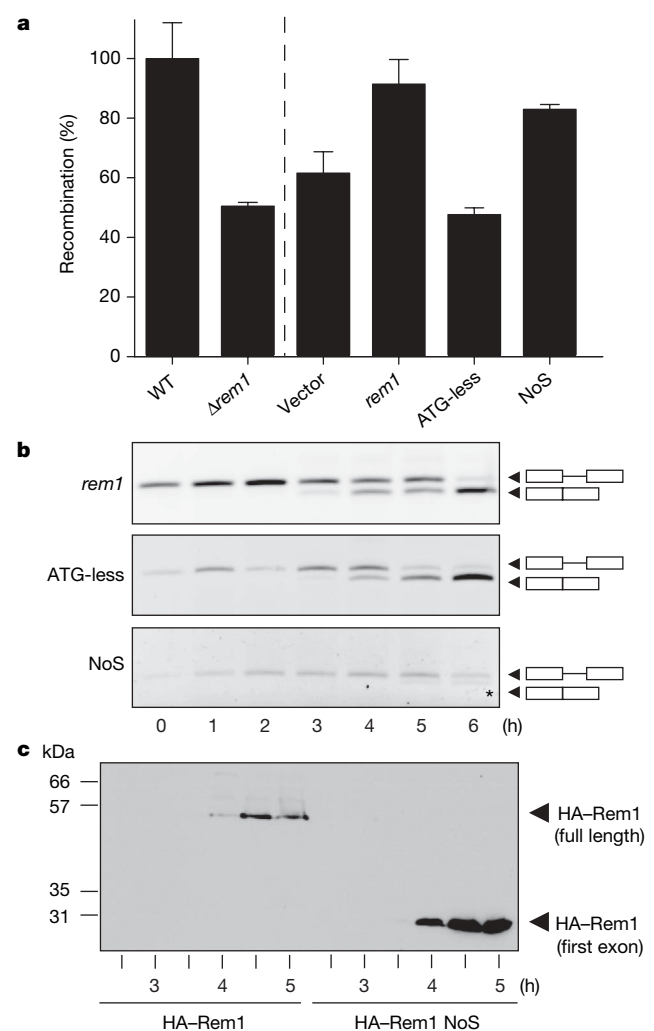 a
Recombination (%)
100
80
60
40
20
0
WT
Δrem1
Vector
rem1
ATG-less
NoS
b
rem1
ATG-less
NoS
*
0 1 2 3 4 5 6 (h)
c kDa
66
57
35
31
HA–Rem1
(full length)
HA–Rem1
(first exon)
3 4 5 3 4 5 (h)
HA–Rem1 HA–Rem1 NoS